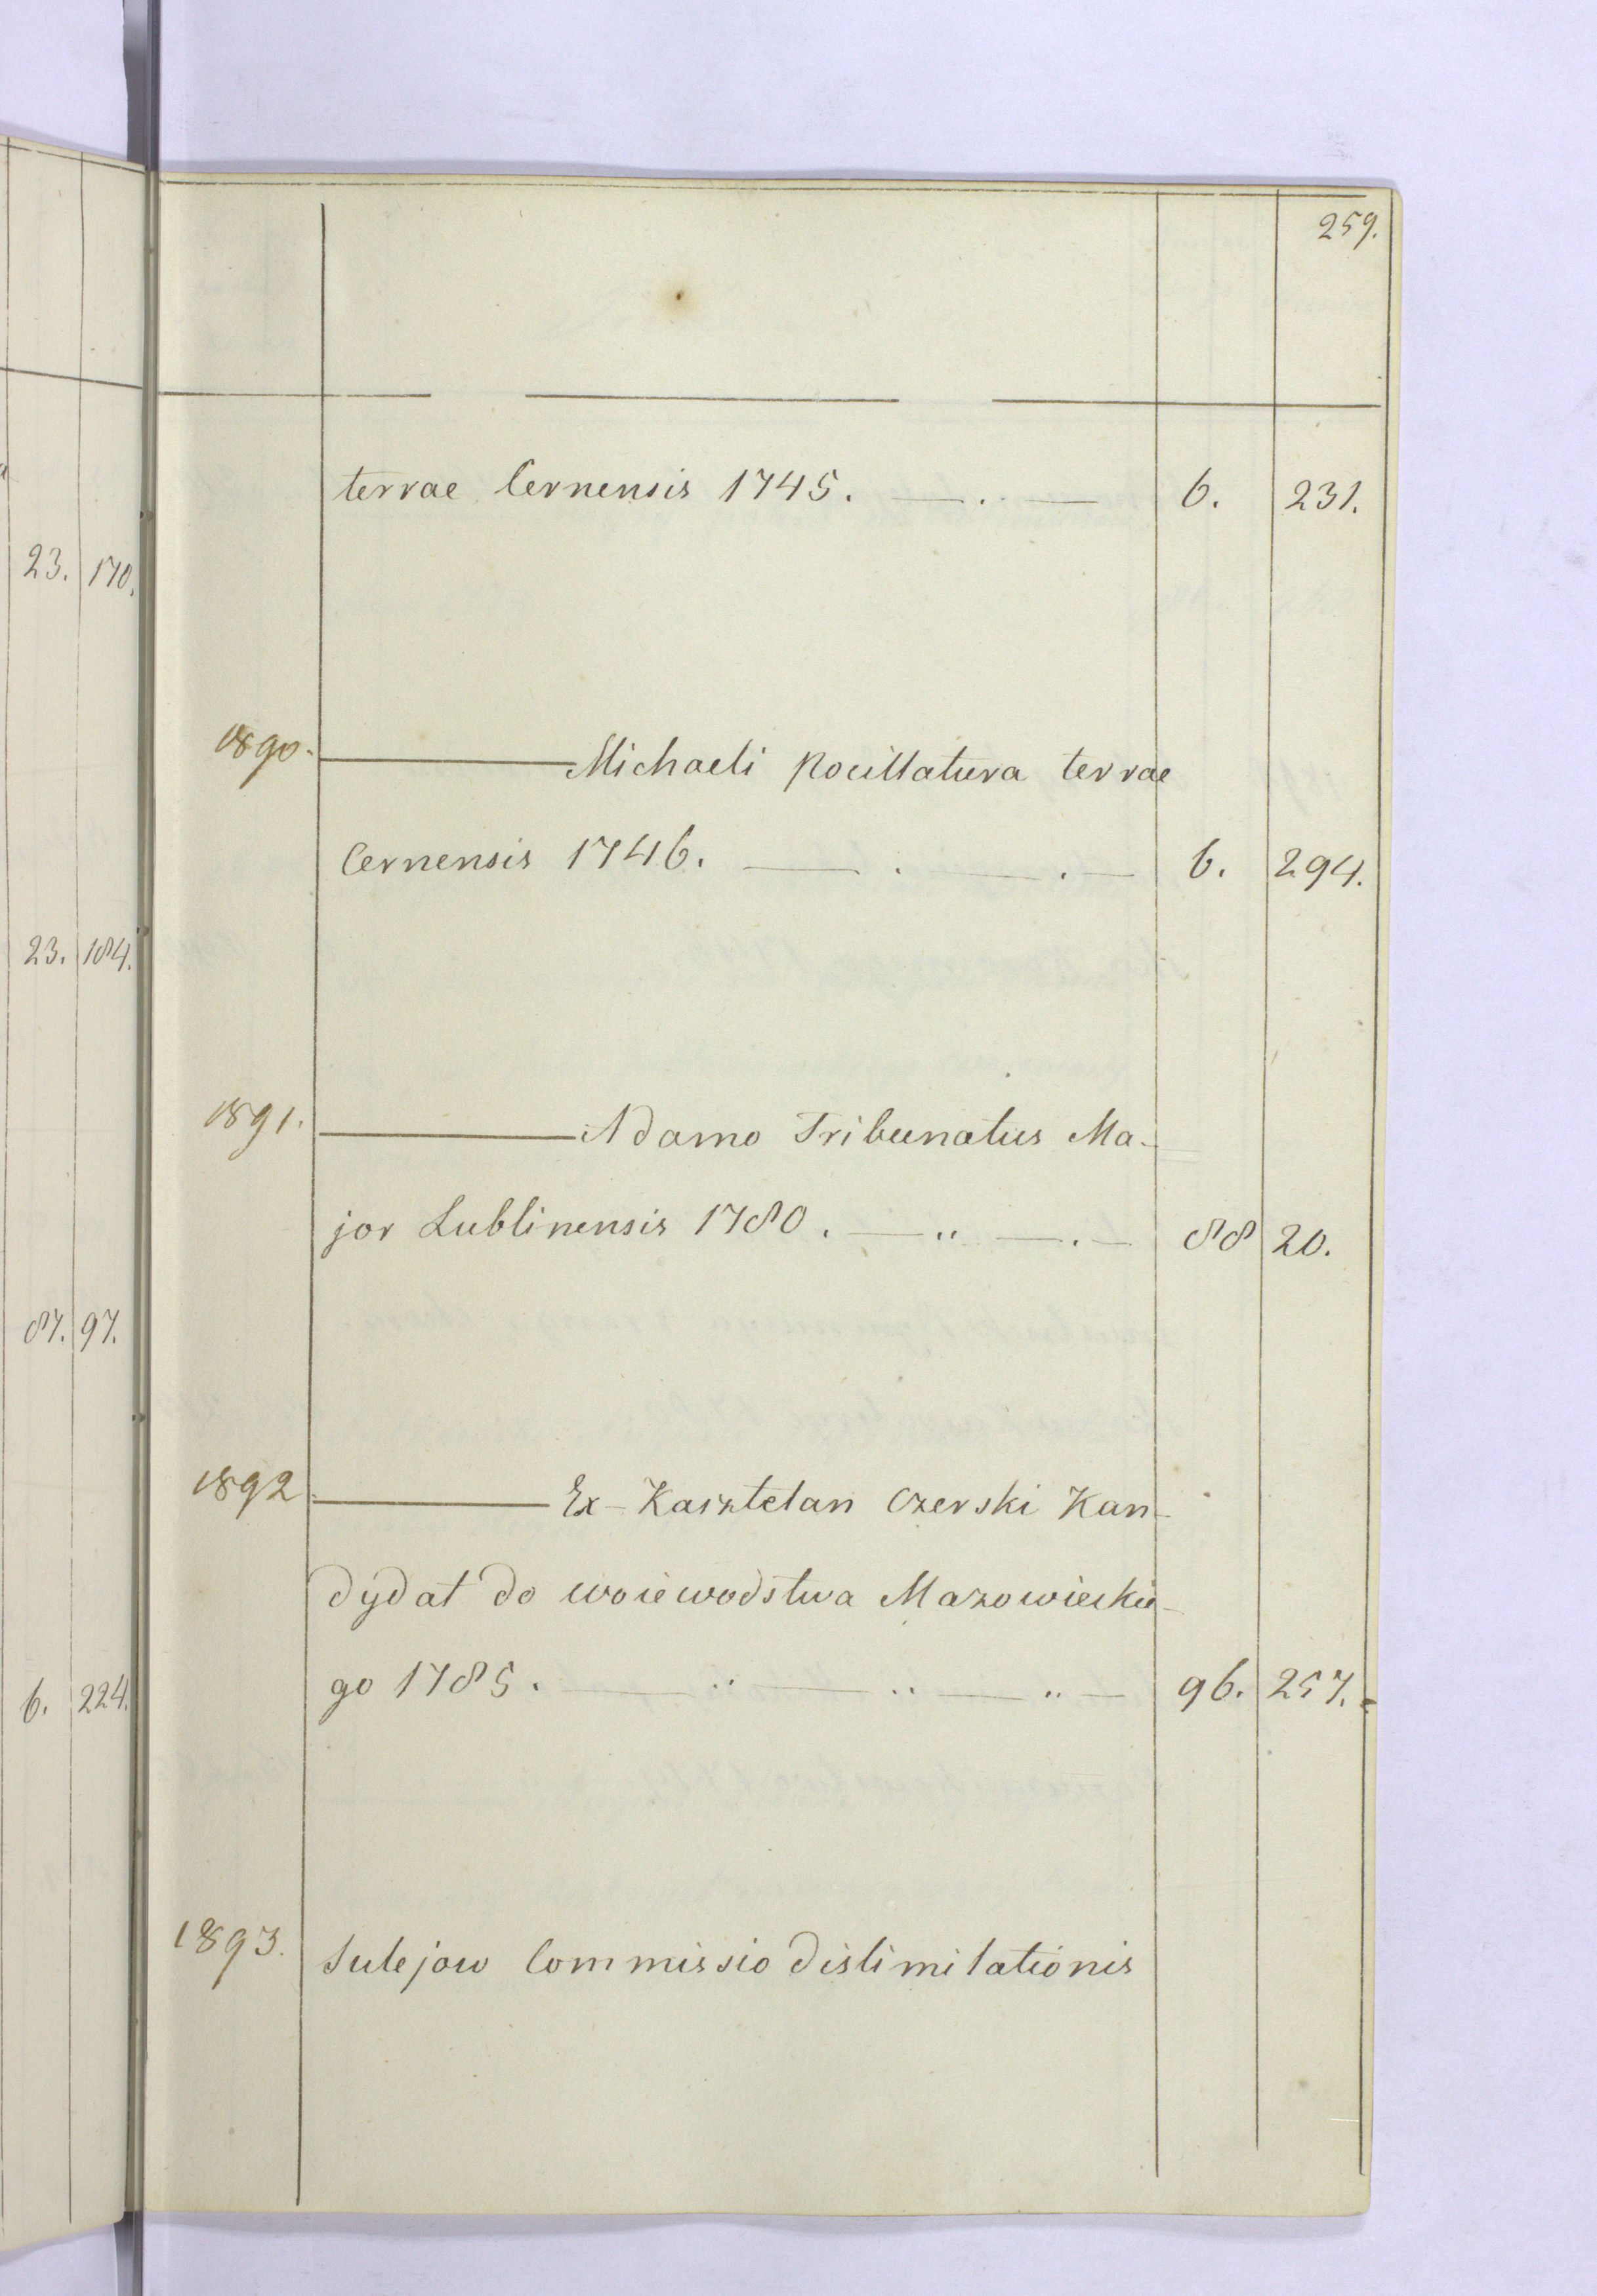 259.
terrae Cernensis 1745. 6. 231.
23. 170.
1890. Michaeli Pocillatura terrae
Cernensis 1746. 6. 294.
23. 184.
1891. Adamo Tribunatus Ma-
jor Lublinensis 1780. 88 20.
87. 97.
1892 Ex-Kasztelan Czerski Kan-
dydat do woiewodstwa Mazowieckie-
go 1785. 96. 257.
6. 224.
1893. Sulejow Commissio dislimitationis